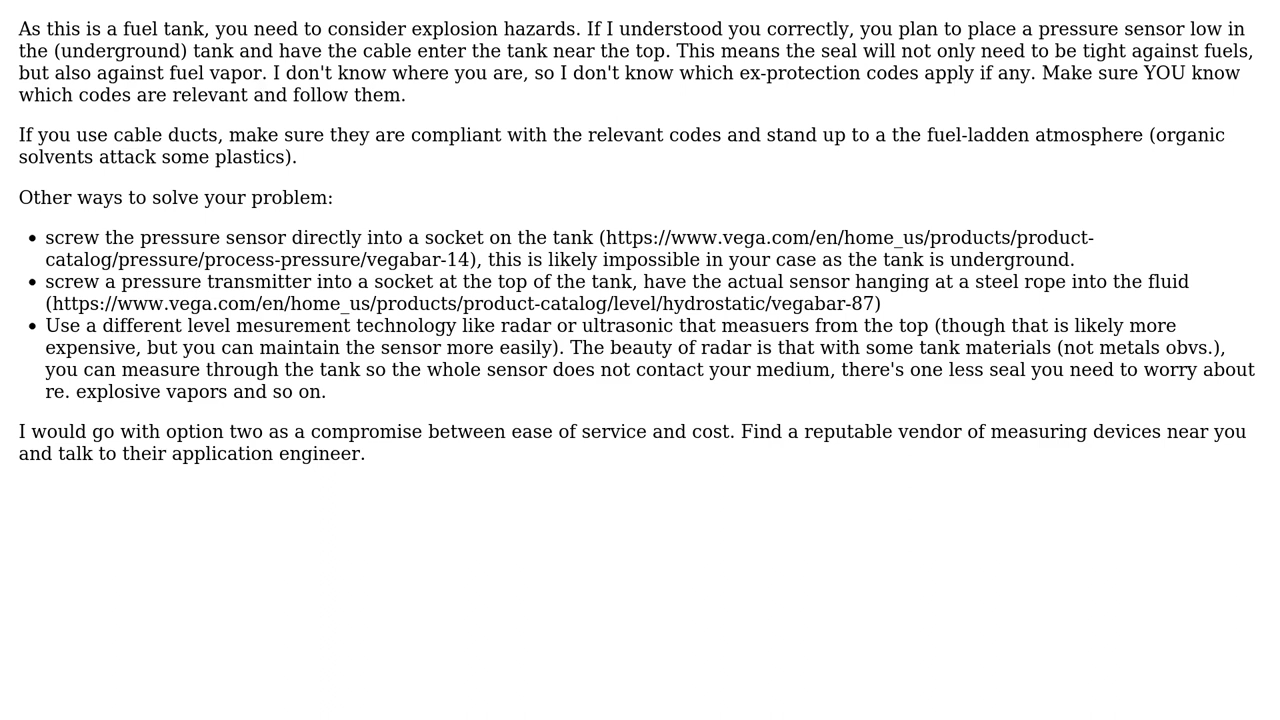 As this is a fuel tank, you need to consider explosion hazards. If I understood you correctly, you plan to place a pressure sensor low in
the (underground) tank and have the cable enter the tank near the top. This means the seal will not only need to be tight against fuels,
but also against fuel vapor. I don't know where you are, so I don't know which ex-protection codes apply if any. Make sure YOU know
which codes are relevant and follow them.
If you use cable ducts, make sure they are compliant with the relevant codes and stand up to a the fuel-ladden atmosphere (organic
solvents attack some plastics).
Other ways to solve your problem:
• screw the pressure sensor directly into a socket on the tank (https://www.vega.com/en/home_us/products/product-
catalog/pressure/process-pressure/vegabar-14), this is likely impossible in your case as the tank is underground.
• screw a pressure transmitter into a socket at the top of the tank, have the actual sensor hanging at a steel rope into the fluid
(https://www.vega.com/en/home_us/products/product-catalog/level/hydrostatic/vegabar-87)
• Use a different level mesurement technology like radar or ultrasonic that measuers from the top (though that is likely more
expensive, but you can maintain the sensor more easily). The beauty of radar is that with some tank materials (not metals obvs.),
you can measure through the tank so the whole sensor does not contact your medium, there's one less seal you need to worry about
re. explosive vapors and so on.
I would go with option two as a compromise between ease of service and cost. Find a reputable vendor of measuring devices near you
and talk to their application engineer.